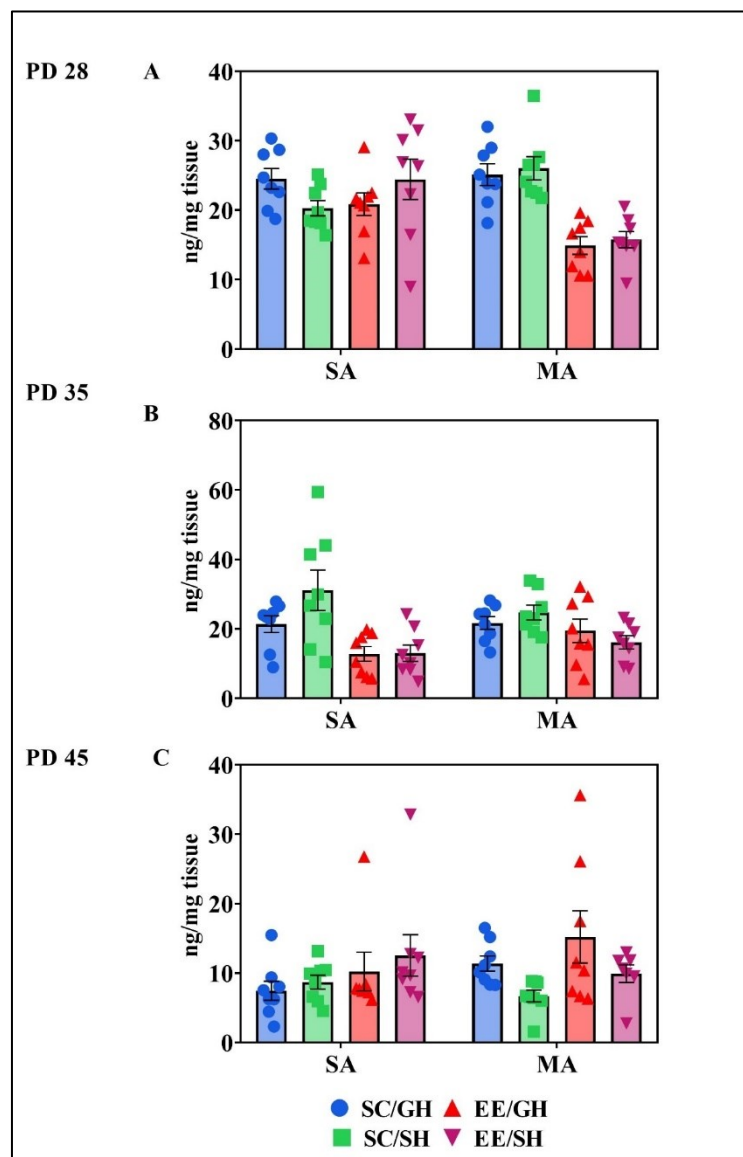 PD 28 A
40
30
20
10
0
ng/mg tissue
SA MA
PD 35
B
80
60
40
20
0
ng/mg tissue
SA MA
PD 45 C
40
30
20
10
0
ng/mg tissue
SA MA
SC/GH EE/GH
SC/SH EE/SH